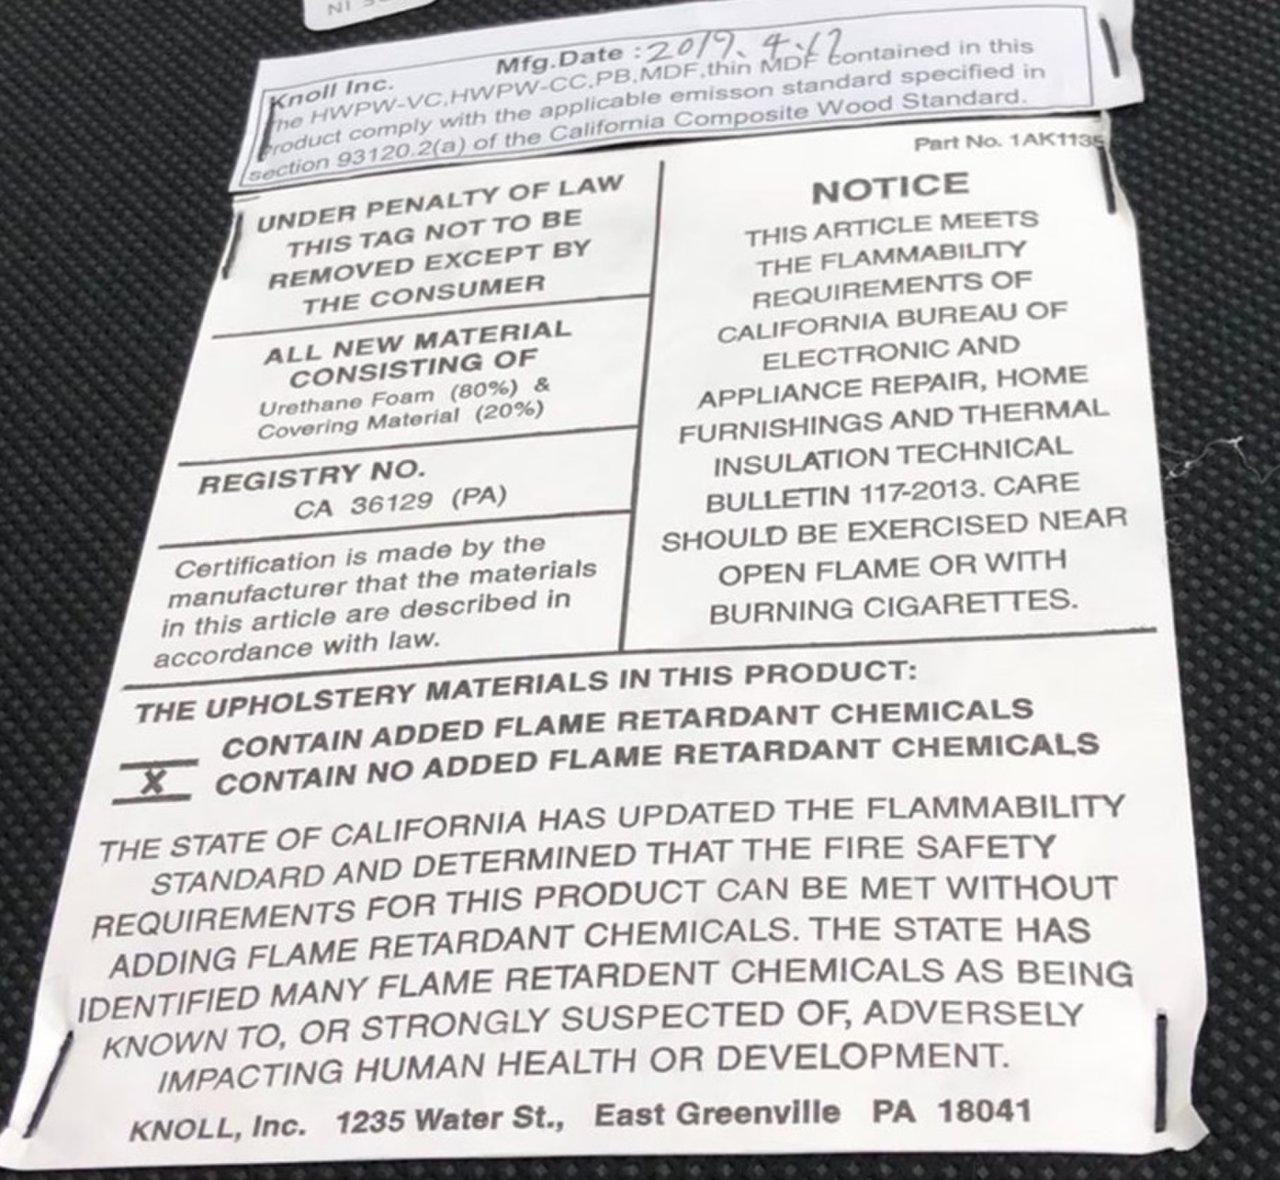 Knoll Inc. Mfg.Date : 2019. 4.17
The HWPW-VC,HWPW-CC,PB,MDF,thin MDF contained in this
product comply with the applicable emisson standard specified in
section 93120.2(a) of the California Composite Wood Standard.
Part No. 1AK1135
UNDER PENALTY OF LAW
THIS TAG NOT TO BE
REMOVED EXCEPT BY
THE CONSUMER
ALL NEW MATERIAL
CONSISTING OF
Urethane Foam (80%) &
Covering Material (20%)
REGISTRY NO.
CA 36129 (PA)
Certification is made by the
manufacturer that the materials
in this article are described in
accordance with law.
NOTICE
THIS ARTICLE MEETS
THE FLAMMABILITY
REQUIREMENTS OF
CALIFORNIA BUREAU OF
ELECTRONIC AND
APPLIANCE REPAIR, HOME
FURNISHINGS AND THERMAL
INSULATION TECHNICAL
BULLETIN 117-2013. CARE
SHOULD BE EXERCISED NEAR
OPEN FLAME OR WITH
BURNING CIGARETTES.
THE UPHOLSTERY MATERIALS IN THIS PRODUCT:
CONTAIN ADDED FLAME RETARDANT CHEMICALS
X CONTAIN NO ADDED FLAME RETARDANT CHEMICALS
THE STATE OF CALIFORNIA HAS UPDATED THE FLAMMABILITY
STANDARD AND DETERMINED THAT THE FIRE SAFETY
REQUIREMENTS FOR THIS PRODUCT CAN BE MET WITHOUT
ADDING FLAME RETARDANT CHEMICALS. THE STATE HAS
IDENTIFIED MANY FLAME RETARDENT CHEMICALS AS BEING
KNOWN TO, OR STRONGLY SUSPECTED OF, ADVERSELY
IMPACTING HUMAN HEALTH OR DEVELOPMENT.
KNOLL, Inc. 1235 Water St., East Greenville PA 18041